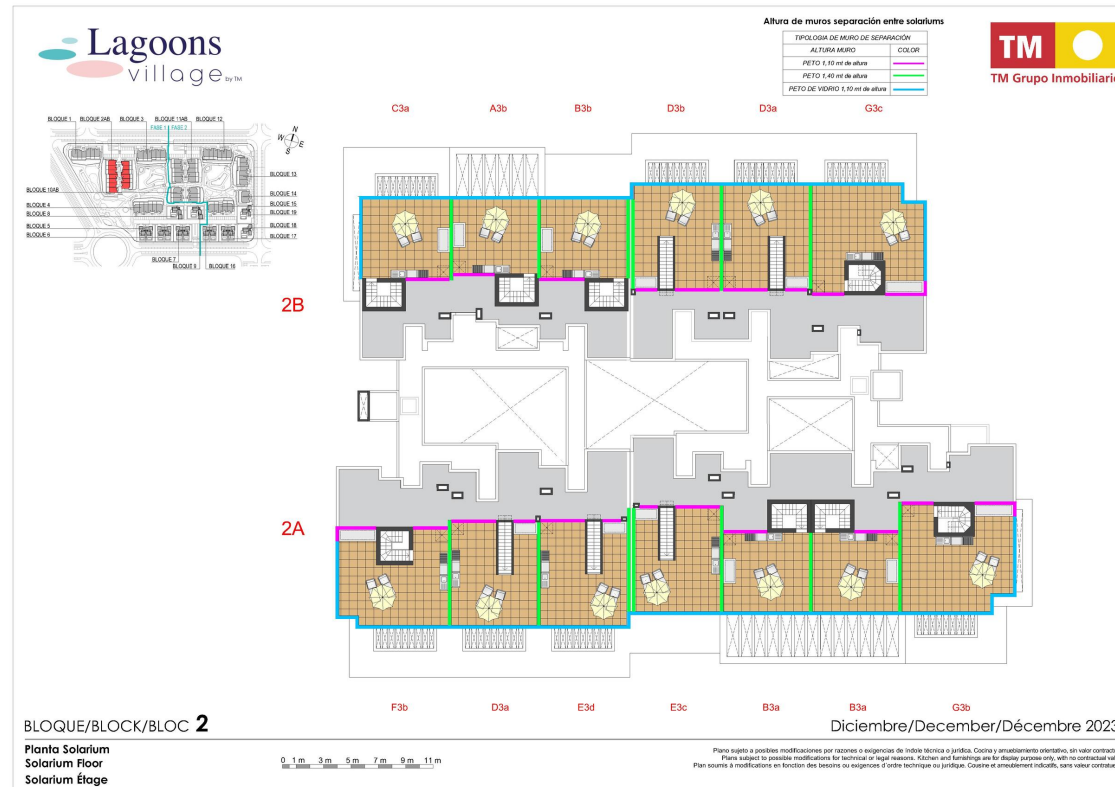 Lagoons
village by TM
Altura de muros separación entre solariums
TIPOLOGIA DE MURO DE SEPARACIÓN
ALTURA MURO COLOR
PETO 1,10 mt de altura
PETO 1,40 mt de altura
PETO DE VIDRIO 1,10 mt de altura
TM
TM Grupo Inmobiliari
BLOQUE 1 BLOQUE 2AB BLOQUE 3 BLOQUE 11AB BLOQUE 12
FASE 1 FASE 2
N
W E
S
BLOQUE 13
BLOQUE 10AB
BLOQUE 14
BLOQUE 15
BLOQUE 4
BLOQUE 19
BLOQUE 8
BLOQUE 18
BLOQUE 5
BLOQUE 17
BLOQUE 6
BLOQUE 7
BLOQUE 9 BLOQUE 16
C3a A3b B3b D3b D3a G3c
2B
2A
F3b D3a E3d E3c B3a B3a G3b
BLOQUE/BLOCK/BLOC 2
Diciembre/December/Décembre 2023
Planta Solarium
Solarium Floor
Solarium Étage
0 1 m 3 m 5 m 7 m 9 m 11 m
Plano sujeto a posibles modificaciones por razones o exigencias de índole técnica o jurídica. Cocina y amueblamiento orientativo, sin valor contract
Plans subject to possible modifications for technical or legal reasons. Kitchen and furnishings are for display purpose only, with no contractual val
Plan soumis à modifications en fonction des besoins ou exigences d'ordre technique ou juridique. Cousine et ameublement indicatifs, sans valeur contractue